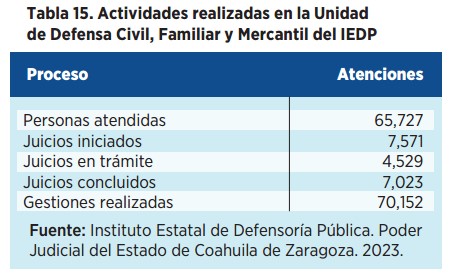 Tabla 15. Actividades realizadas en la Unidad
de Defensa Civil, Familiar y Mercantil del IEDP
Proceso Atenciones
Personas atendidas 65,727
Juicios iniciados 7,571
Juicios en trámite 4,529
Juicios concluidos 7,023
Gestiones realizadas 70,152
Fuente: Instituto Estatal de Defensoría Pública. Poder
Judicial del Estado de Coahuila de Zaragoza. 2023.